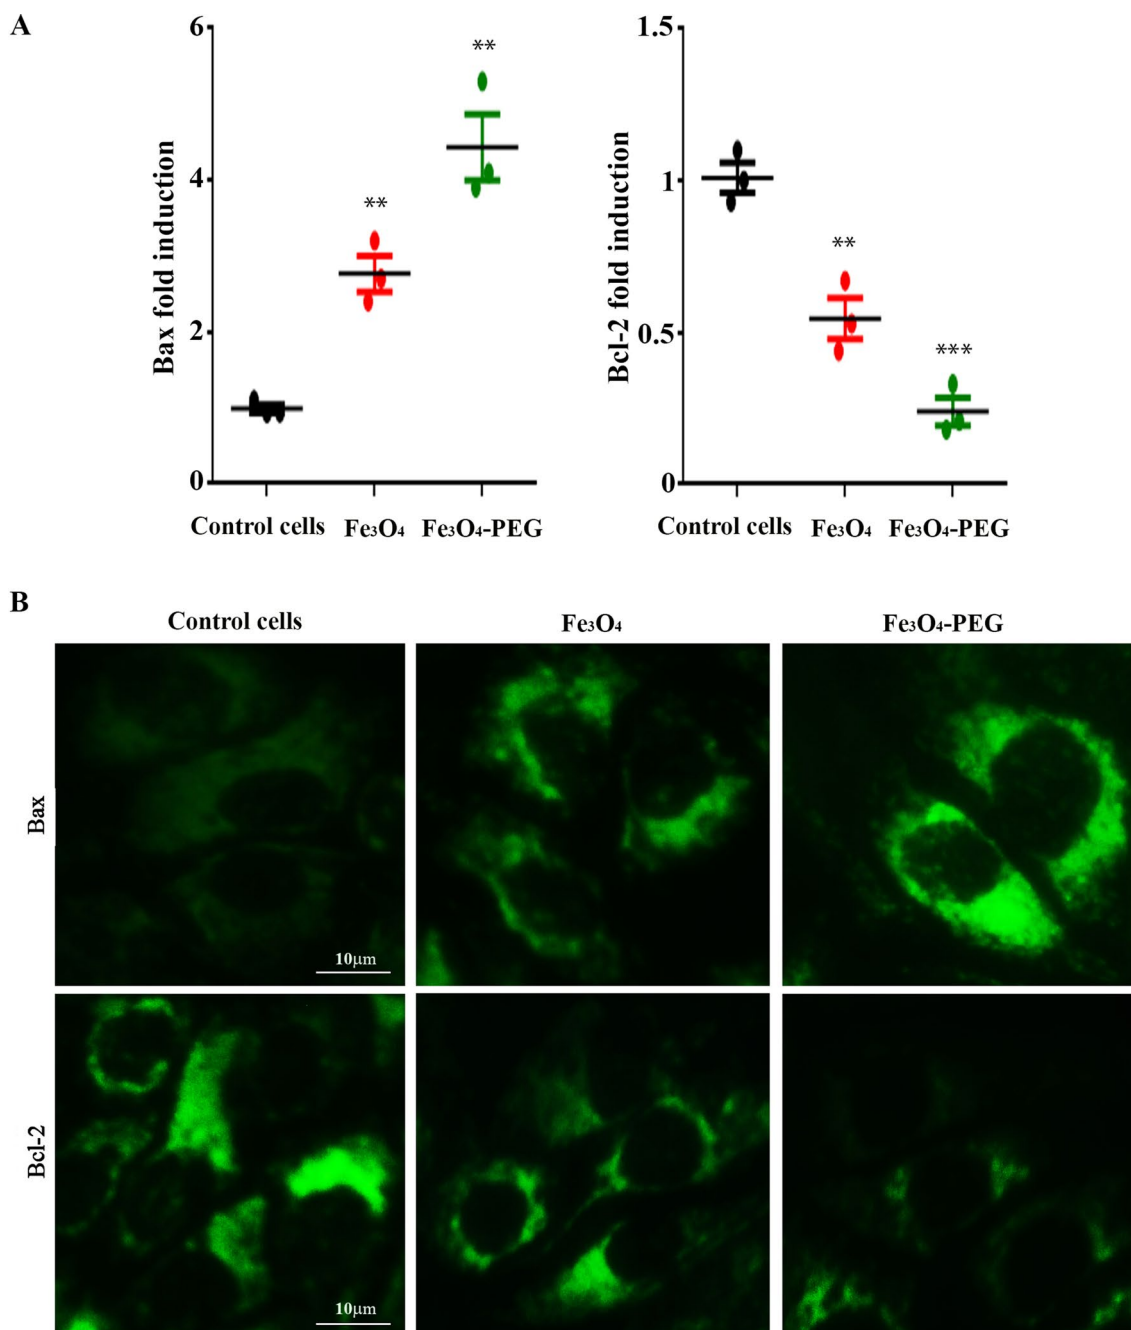 A
Bax fold induction
6
4
2
0
**
**
Control cells
Fe₃O₄
Fe₃O₄-PEG
Bcl-2 fold induction
1.5
1
0.5
0
**
***
Control cells
Fe₃O₄
Fe₃O₄-PEG
B
Control cells
Fe₃O₄
Fe₃O₄-PEG
Bax
10μm
Bcl-2
10μm